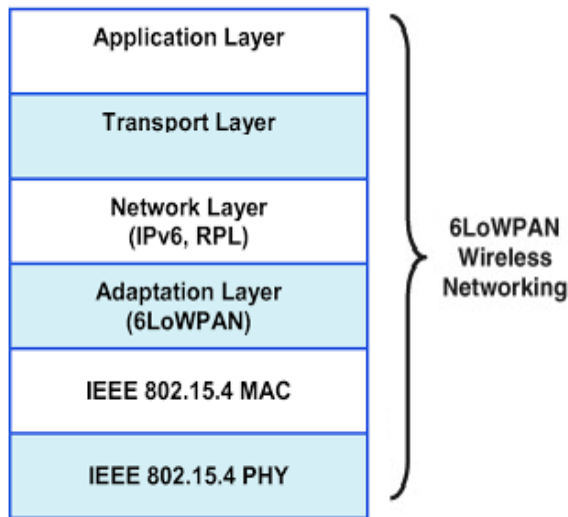 Application Layer
Transport Layer
Network Layer
(IPv6, RPL)
Adaptation Layer
(6LoWPAN)
IEEE 802.15.4 MAC
IEEE 802.15.4 PHY
6LoWPAN
Wireless
Networking